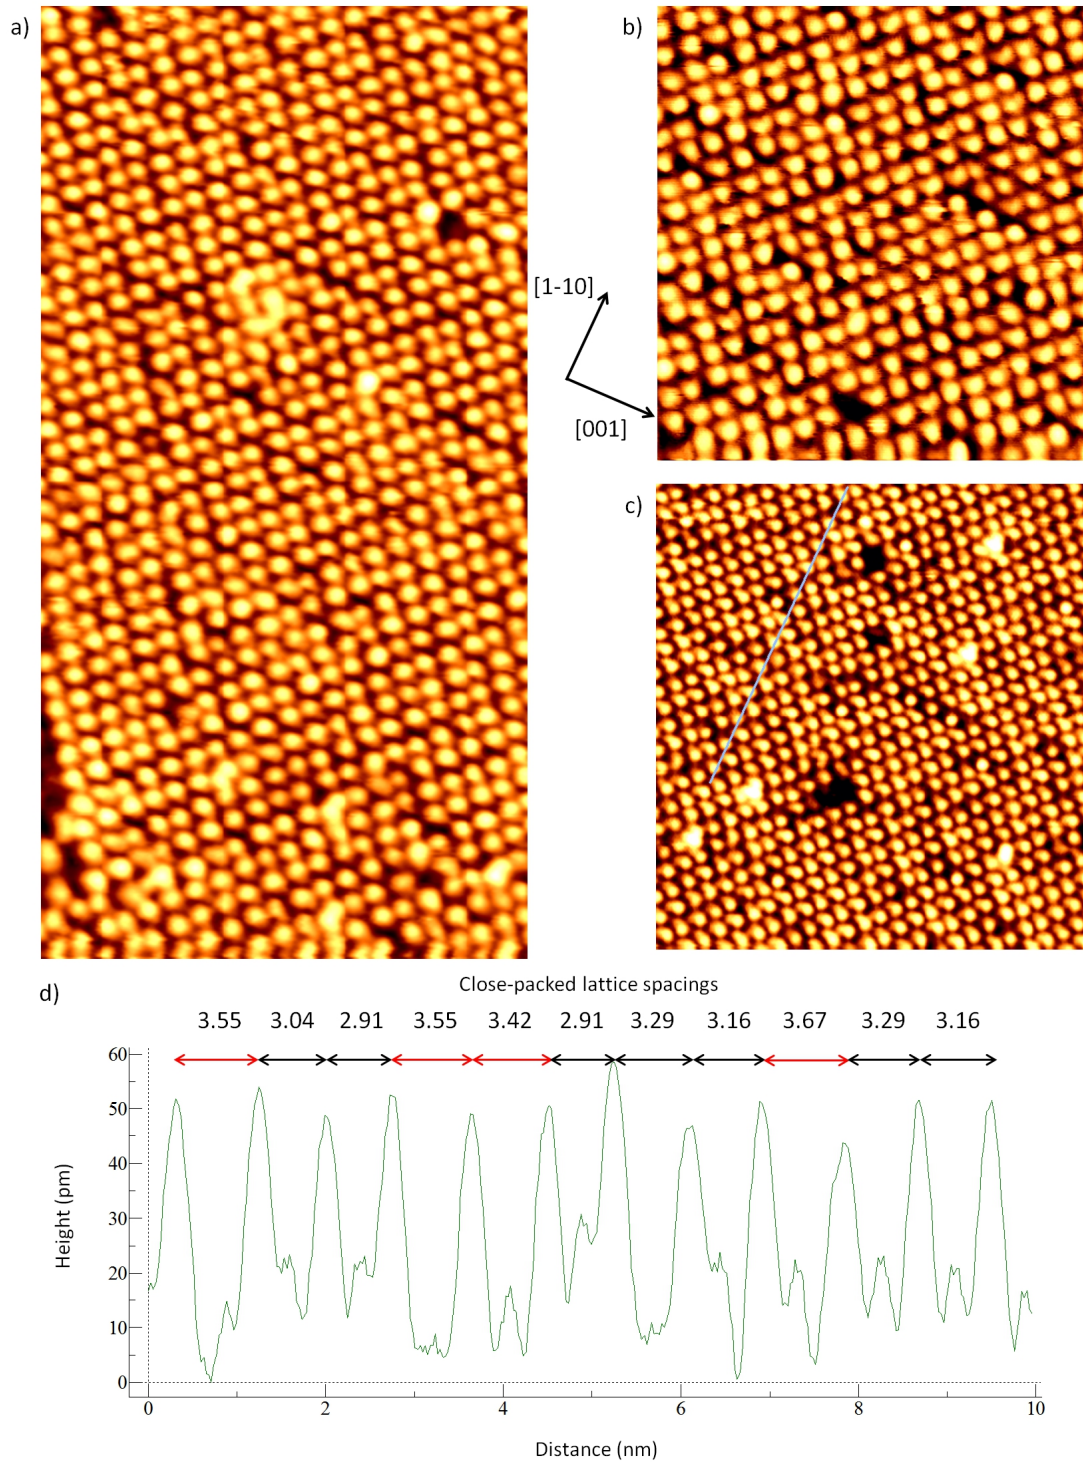 a)
b)
[1-10]
[001]
c)
d)
Close-packed lattice spacings
3.55 3.04 2.91 3.55 3.42 2.91 3.29 3.16 3.67 3.29 3.16
60
50
40
30
20
10
0
Height (pm)
0 2 4 6 8 10
Distance (nm)